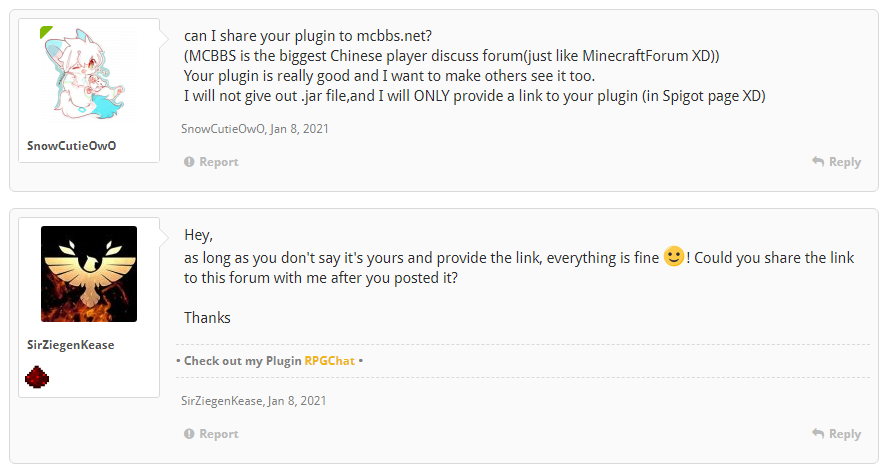 can I share your plugin to mcbbs.net?
(MCBBS is the biggest Chinese player discuss forum(just like MinecraftForum XD))
Your plugin is really good and I want to make others see it too.
I will not give out .jar file,and I will ONLY provide a link to your plugin (in Spigot page XD)
SnowCutieOwO, Jan 8, 2021
SnowCutieOwO
Report
Reply
Hey,
as long as you don't say it's yours and provide the link, everything is fine 🙂! Could you share the link
to this forum with me after you posted it?
Thanks
SirZiegenKease
• Check out my Plugin RPGChat •
SirZiegenKease, Jan 8, 2021
Report
Reply